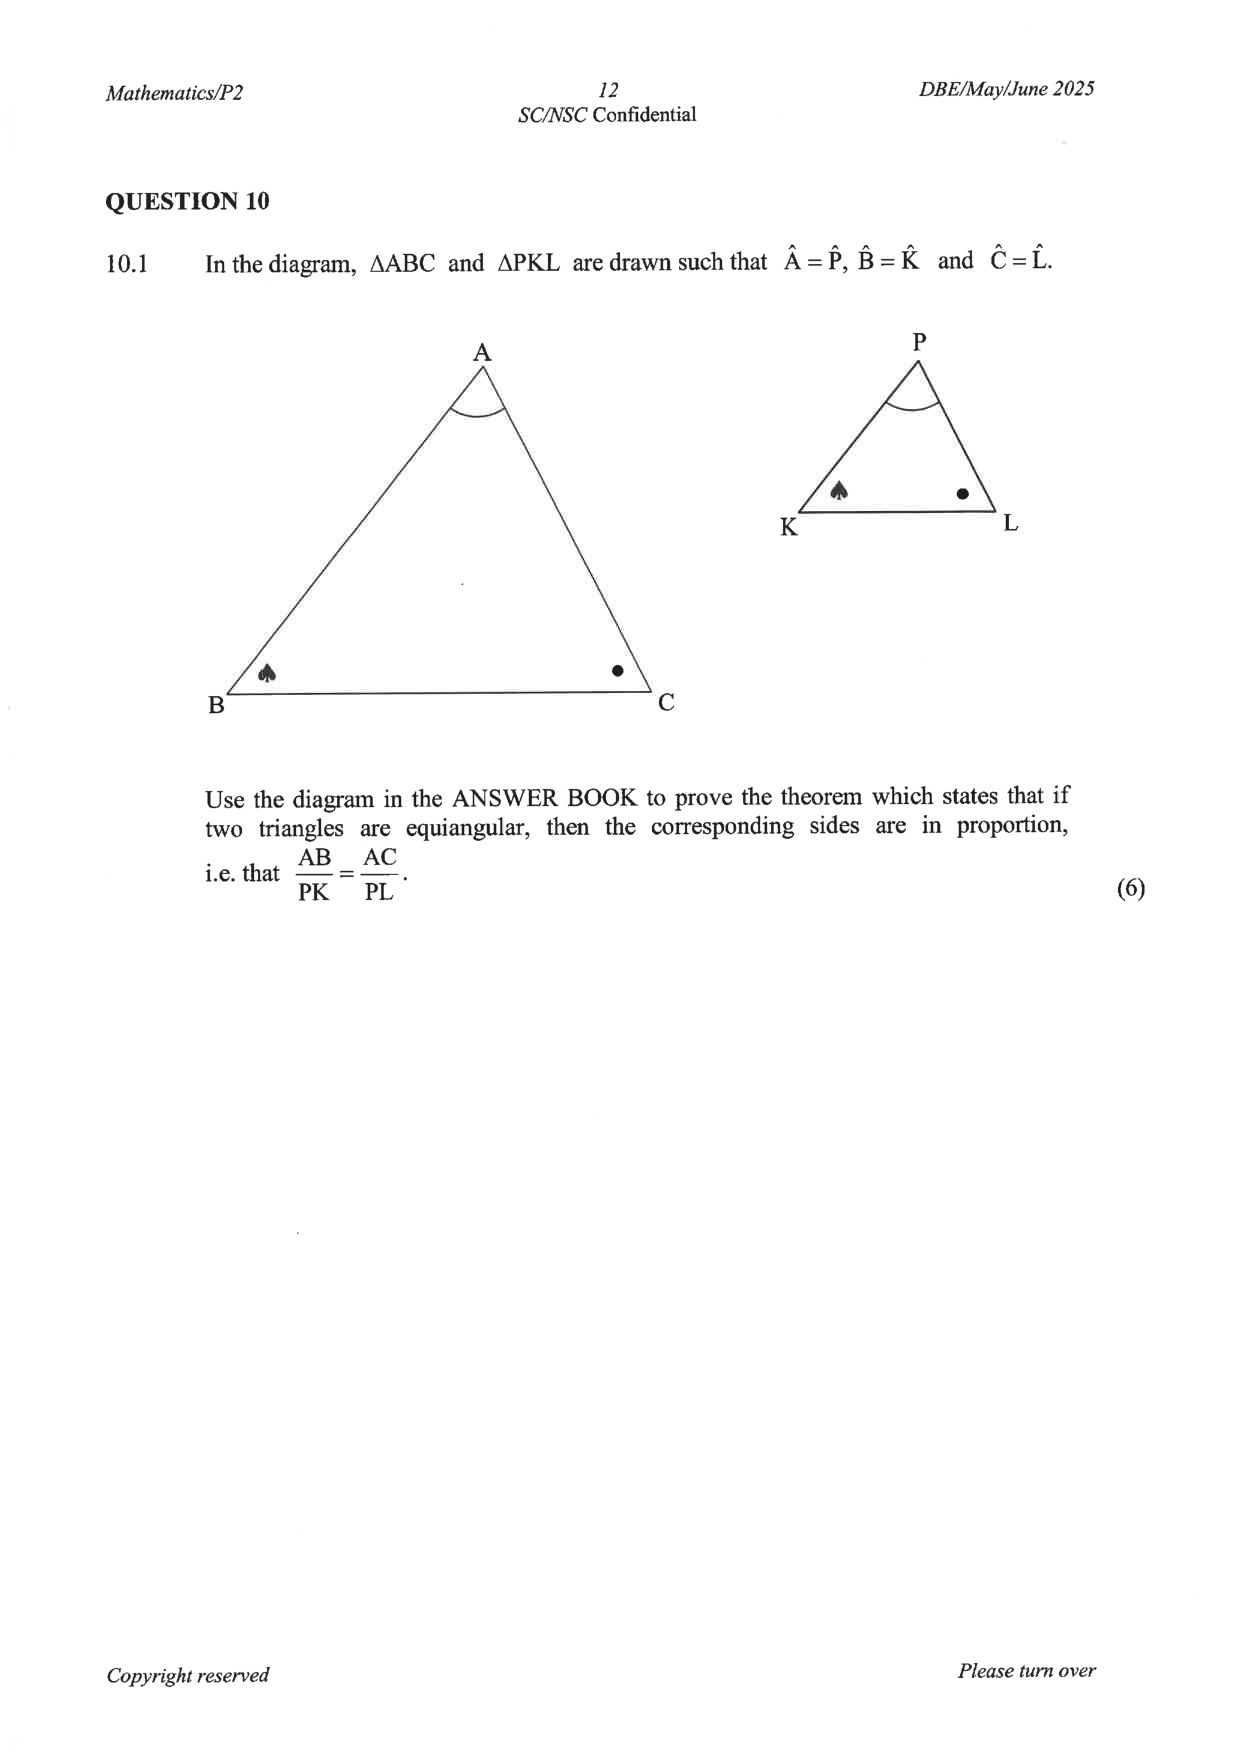 Mathematics/P2
12
DBE/May/June 2025
SC/NSC Confidential
QUESTION 10
10.1 In the diagram, ΔABC and ΔPKL are drawn such that Â = P̂, B̂ = K̂ and Ĉ = L̂.
A
P
K
L
B
C
Use the diagram in the ANSWER BOOK to prove the theorem which states that if
two triangles are equiangular, then the corresponding sides are in proportion,
i.e. that AB/PK = AC/PL.
(6)
Copyright reserved
Please turn over